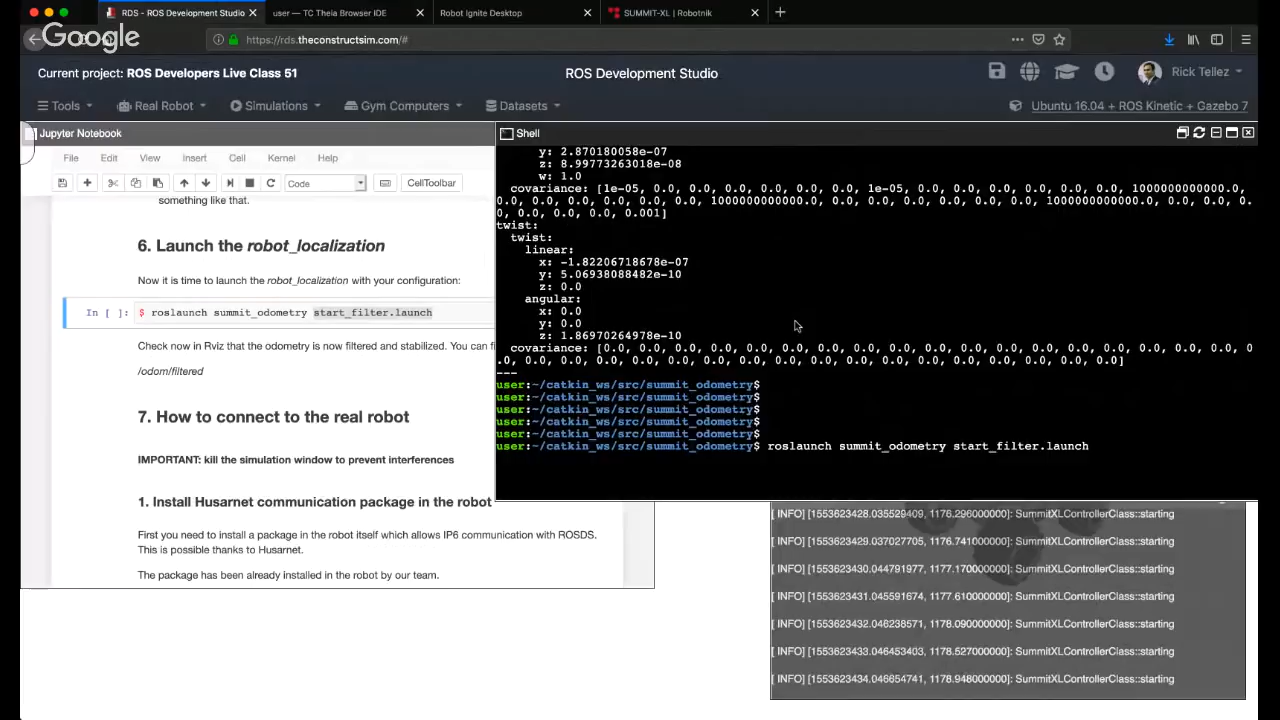 RDS - ROS Development Studio
user — TC Theia Browser IDE
Robot Ignite Desktop
SUMMIT-XL | Robotnik
Google
https://rds.theconstructsim.com/#
Current project: ROS Developers Live Class 51
ROS Development Studio
Rick Tellez
Tools
Real Robot
Simulations
Gym Computers
Datasets
Ubuntu 16.04 + ROS Kinetic + Gazebo 7
Jupyter Notebook
File Edit View Insert Cell Kernel Help
Code
CellToolbar
something like that.
6. Launch the robot_localization
Now it is time to launch the robot_localization with your configuration:
In [ ]: $ roslaunch summit_odometry start_filter.launch
Check now in Rviz that the odometry is now filtered and stabilized. You can fi
/odom/filtered
7. How to connect to the real robot
IMPORTANT: kill the simulation window to prevent interferences
1. Install Husarnet communication package in the robot
First you need to install a package in the robot itself which allows IP6 communication with ROSDS.
This is possible thanks to Husarnet.
The package has been already installed in the robot by our team.
Shell
y: 2.870180058e-07
z: 8.99773263018e-08
w: 1.0
covariance: [1e-05, 0.0, 0.0, 0.0, 0.0, 0.0, 0.0, 1e-05, 0.0, 0.0, 0.0, 0.0, 0.0, 0.0, 1000000000000.0,
0.0, 0.0, 0.0, 0.0, 0.0, 0.0, 1000000000000.0, 0.0, 0.0, 0.0, 0.0, 0.0, 0.0, 1000000000000.0, 0.0, 0.0, 0.
0, 0.0, 0.0, 0.0, 0.001]
twist:
twist:
linear:
x: -1.82206718678e-07
y: 5.06938088482e-10
z: 0.0
angular:
x: 0.0
y: 0.0
z: 1.86970264978e-10
covariance: [0.0, 0.0, 0.0, 0.0, 0.0, 0.0, 0.0, 0.0, 0.0, 0.0, 0.0, 0.0, 0.0, 0.0, 0.0, 0.0, 0.0, 0.0, 0
.0, 0.0, 0.0, 0.0, 0.0, 0.0, 0.0, 0.0, 0.0, 0.0, 0.0, 0.0, 0.0, 0.0, 0.0, 0.0, 0.0, 0.0]
---
user:~/catkin_ws/src/summit_odometry$
user:~/catkin_ws/src/summit_odometry$
user:~/catkin_ws/src/summit_odometry$
user:~/catkin_ws/src/summit_odometry$
user:~/catkin_ws/src/summit_odometry$
user:~/catkin_ws/src/summit_odometry$ roslaunch summit_odometry start_filter.launch
[ INFO] [1553623428.035529409, 1176.296000000]: SummitXLControllerClass::starting
[ INFO] [1553623429.037027705, 1176.741000000]: SummitXLControllerClass::starting
[ INFO] [1553623430.044791977, 1177.170000000]: SummitXLControllerClass::starting
[ INFO] [1553623431.045591674, 1177.610000000]: SummitXLControllerClass::starting
[ INFO] [1553623432.046238571, 1178.090000000]: SummitXLControllerClass::starting
[ INFO] [1553623433.046453403, 1178.527000000]: SummitXLControllerClass::starting
[ INFO] [1553623434.046654741, 1178.948000000]: SummitXLControllerClass::starting